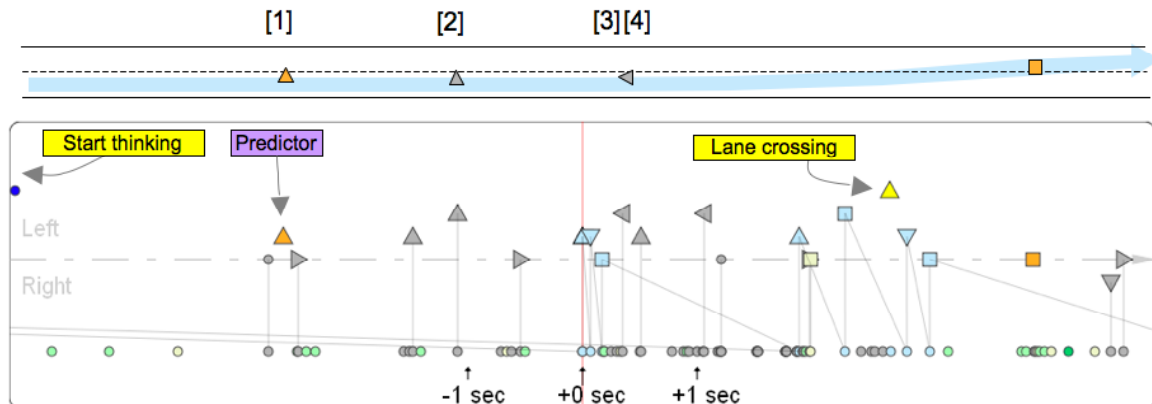 [1] [2] [3] [4]
Start thinking Predictor Lane crossing
Left
Right
-1 sec +0 sec +1 sec